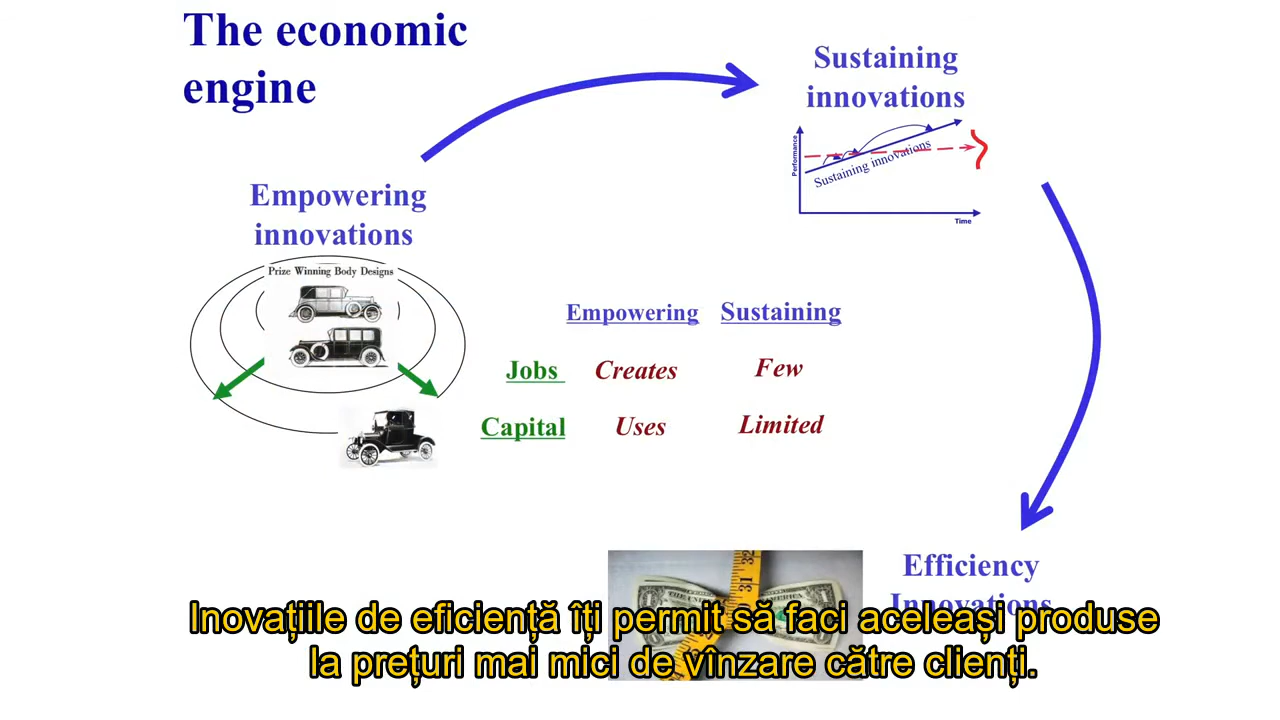 The economic
engine
Sustaining
innovations
Performance
Sustaining innovations
Time
Empowering
innovations
Prize Winning Body Designs
Empowering Sustaining
Jobs Creates Few
Capital Uses Limited
Efficiency
Innovations
Inovațiile de eficiență îți permit să faci aceleași produse
la prețuri mai mici de vînzare către clienți.